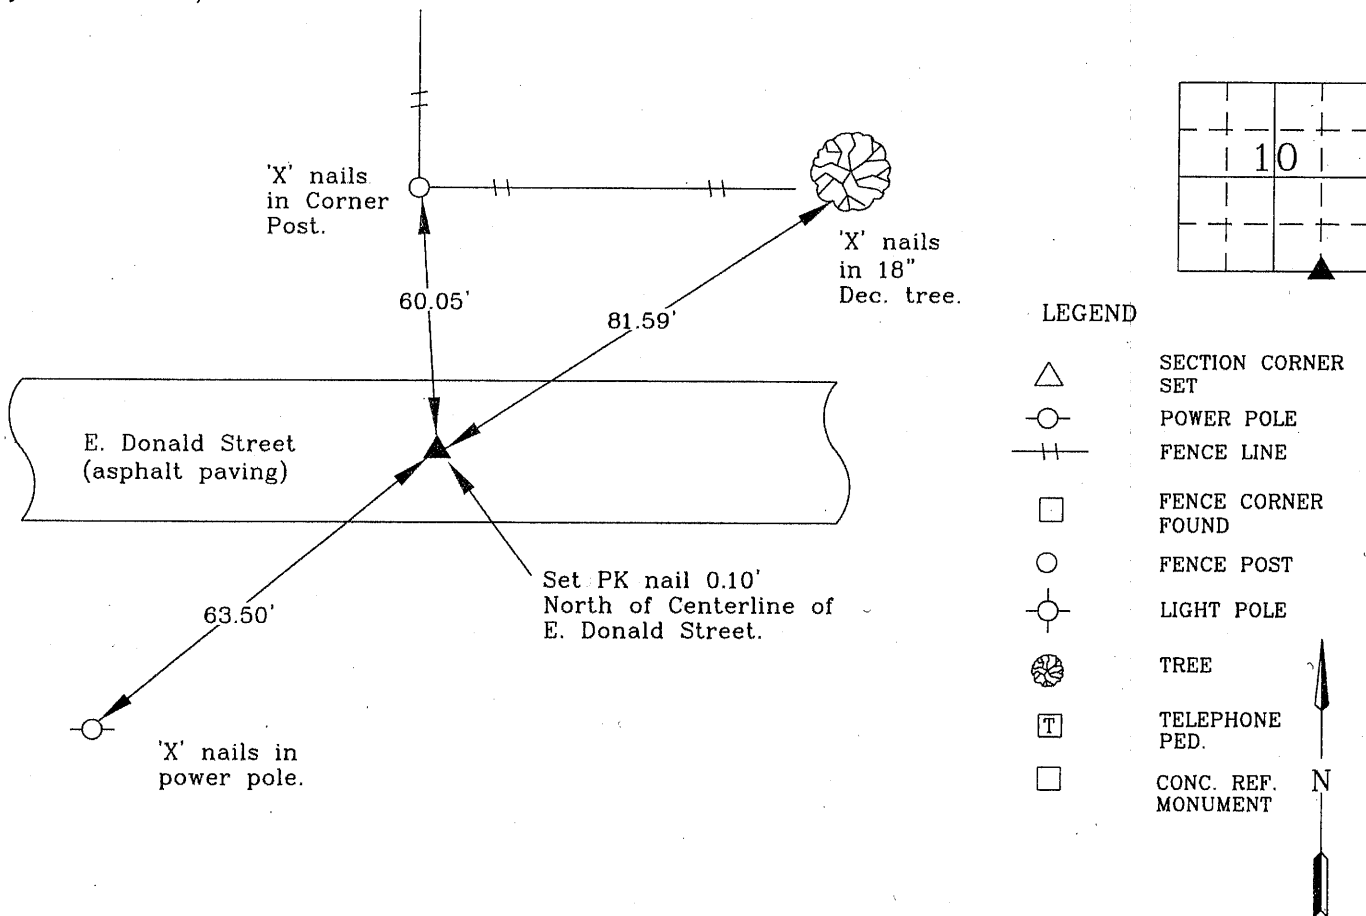 'X' nails
in Corner
Post.
60.05'
81.59'
'X' nails
in 18"
Dec. tree.
E. Donald Street
(asphalt paving)
63.50'
Set PK nail 0.10'
North of Centerline of
E. Donald Street.
'X' nails in
power pole.
10
LEGEND
SECTION CORNER
SET
POWER POLE
FENCE LINE
FENCE CORNER
FOUND
FENCE POST
LIGHT POLE
TREE
T
TELEPHONE
PED.
CONC. REF.
MONUMENT
N